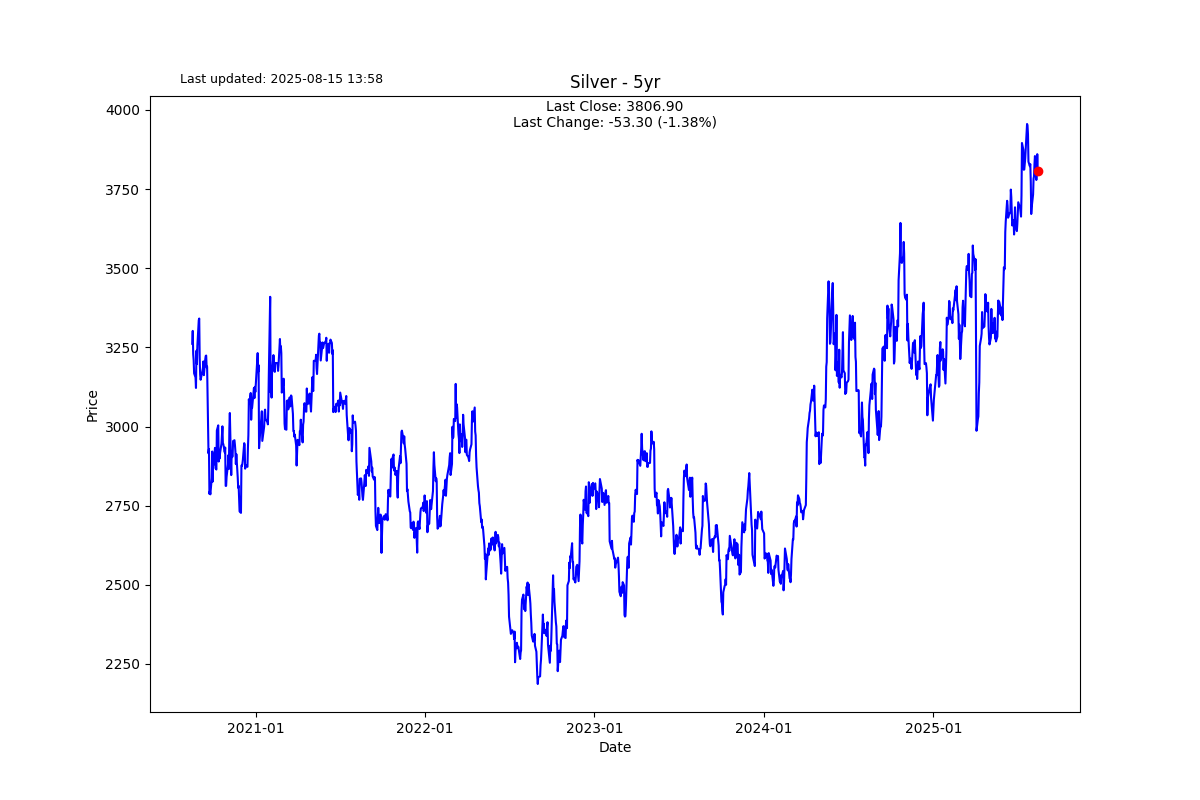 Last updated: 2025-08-15 13:58
Silver - 5yr
Last Close: 3806.90
Last Change: -53.30 (-1.38%)
Price
4000
3750
3500
3250
3000
2750
2500
2250
2021-01
2022-01
2023-01
2024-01
2025-01
Date